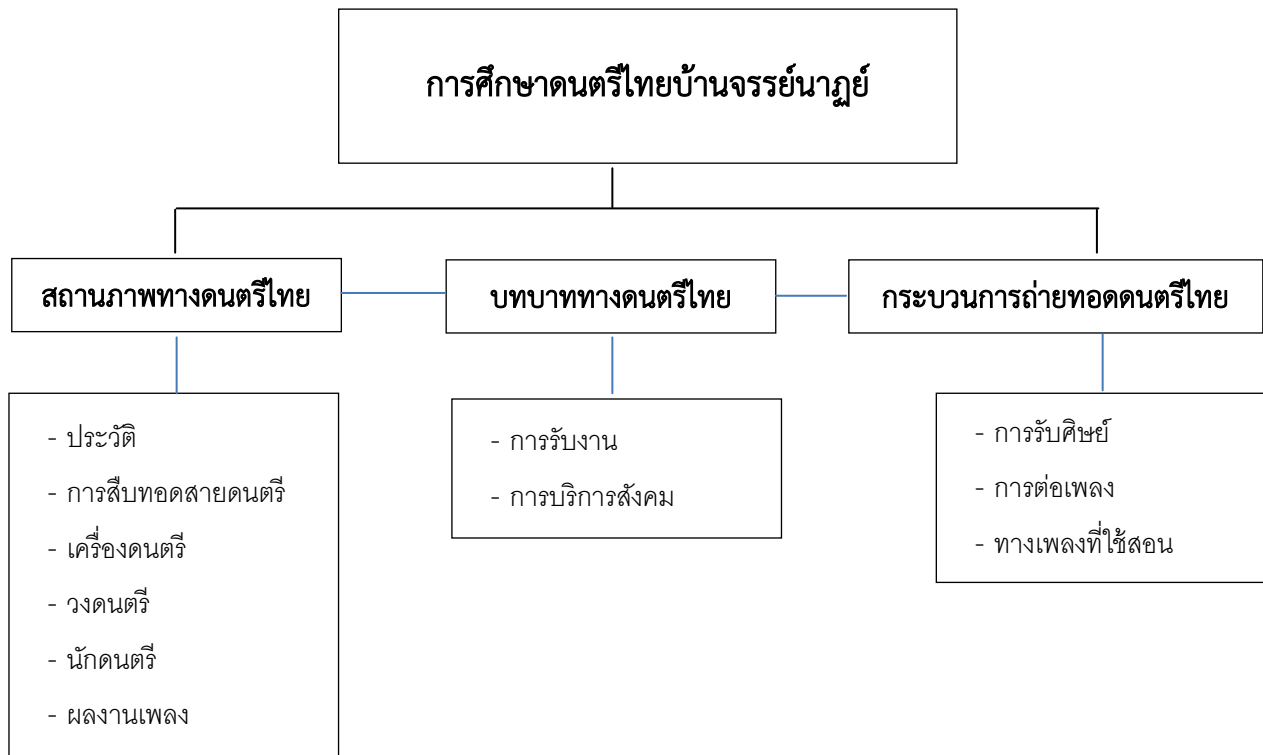 การศึกษาดนตรีไทยบ้านจรรย์นาฏย์
สถานภาพทางดนตรีไทย
บทบาททางดนตรีไทย
กระบวนการถ่ายทอดดนตรีไทย
- ประวัติ
- การสืบทอดสายดนตรี
- เครื่องดนตรี
- วงดนตรี
- นักดนตรี
- ผลงานเพลง
- การรับงาน
- การบริการสังคม
- การรับศิษย์
- การต่อเพลง
- ทางเพลงที่ใช้สอน